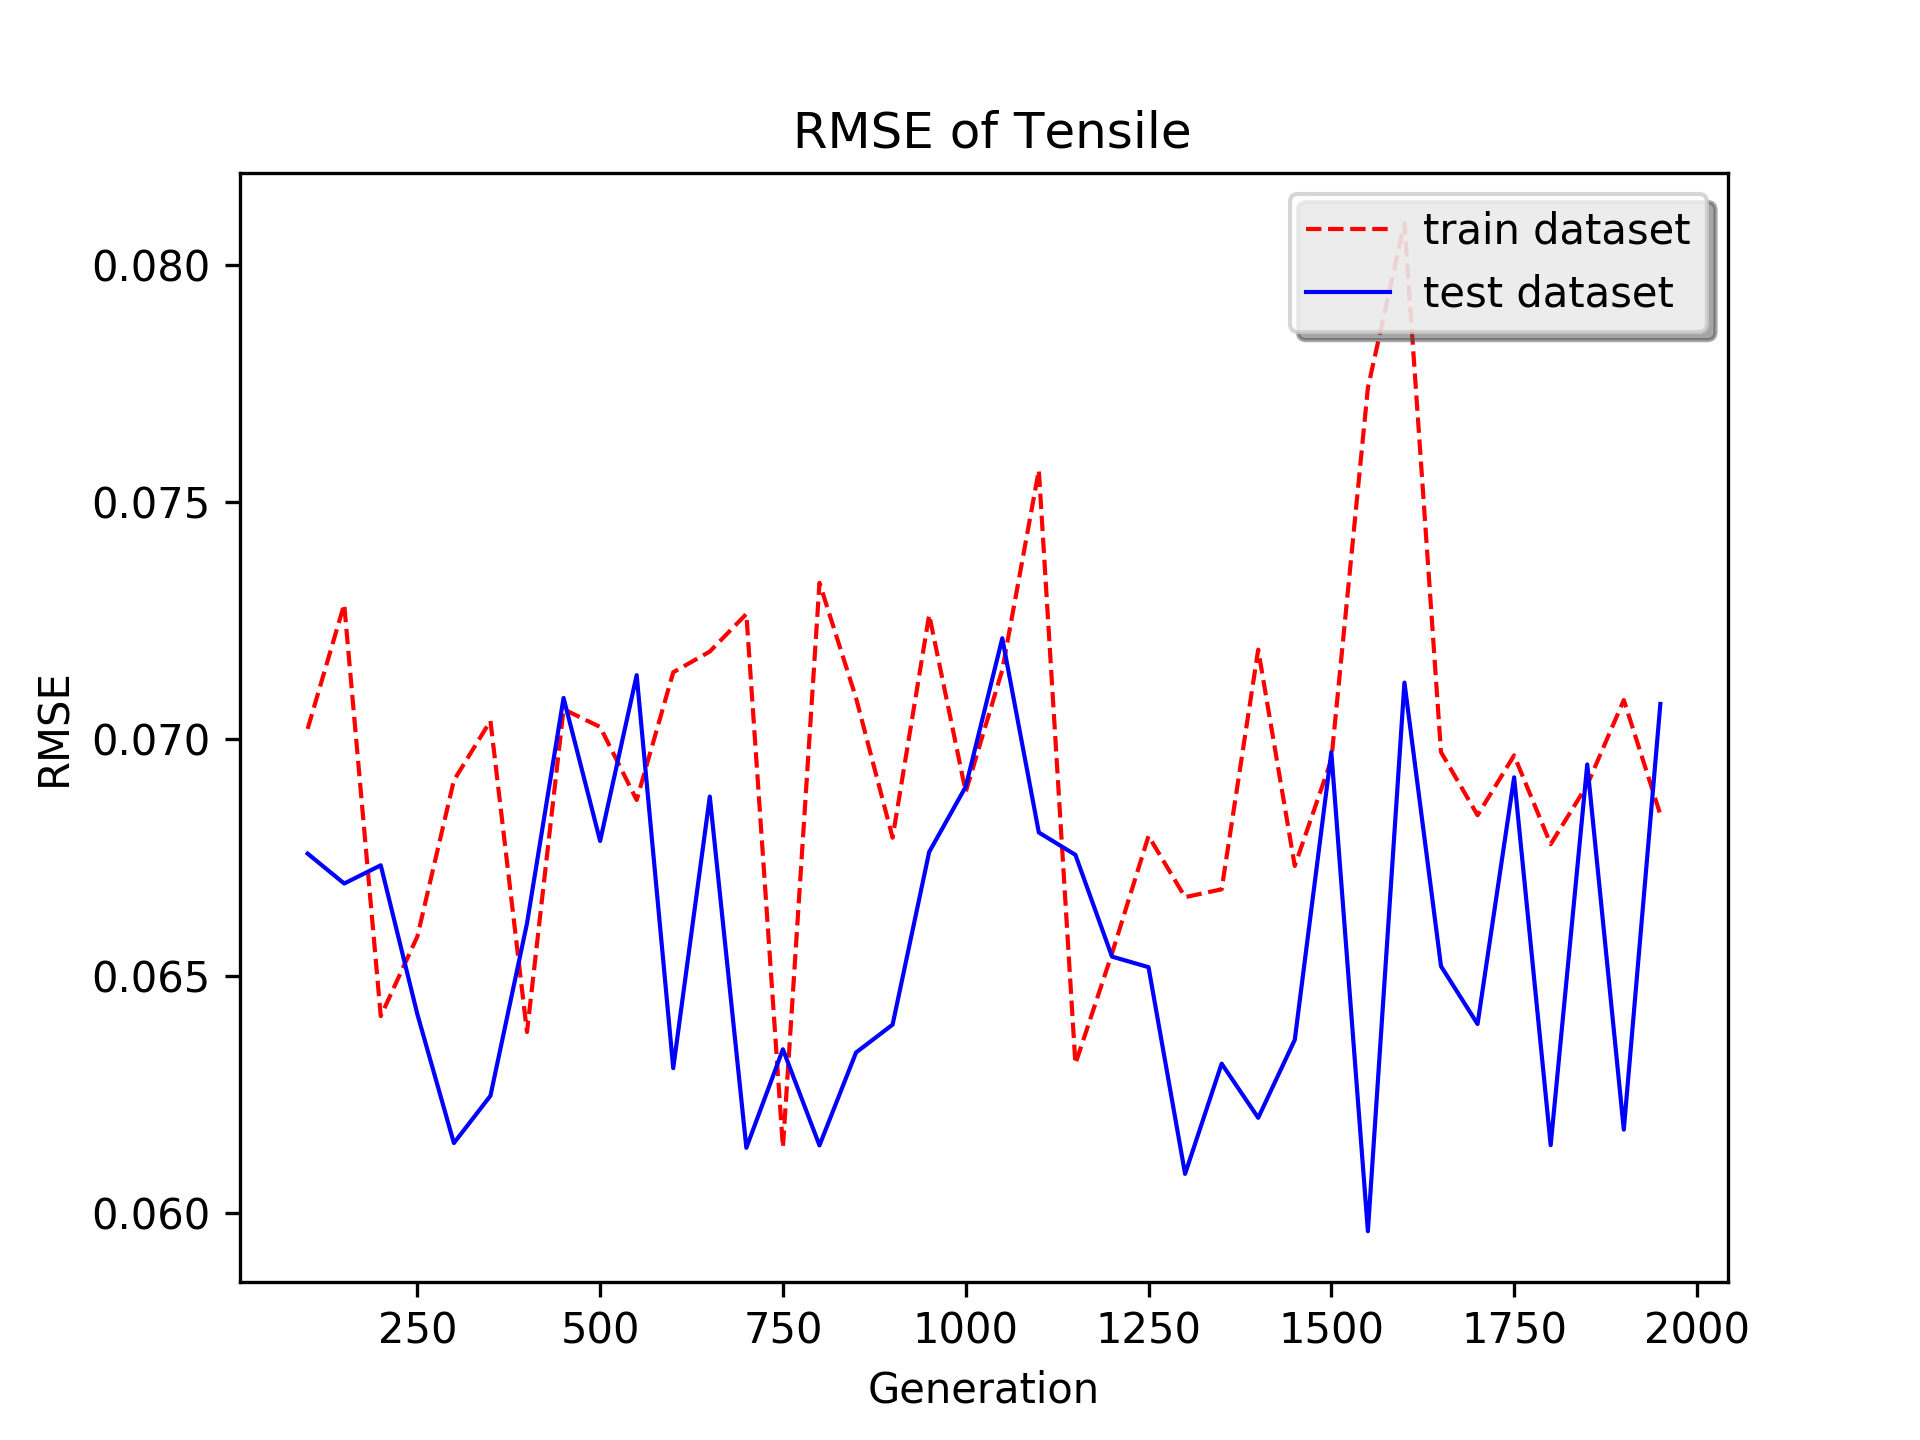 RMSE of Tensile
train dataset
test dataset
0.080
0.075
0.070
0.065
0.060
RMSE
250 500 750 1000 1250 1500 1750 2000
Generation